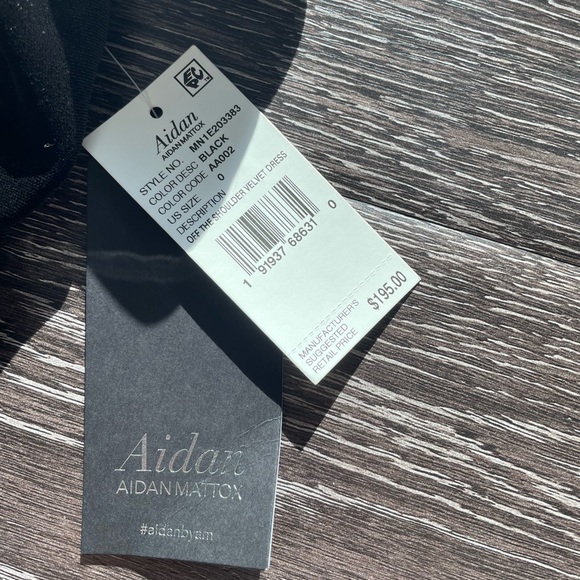 Aidan
AIDAN MATTOX
STYLE NO. MN1E203383
COLOR DESC BLACK
COLOR CODE AA002
US SIZE 0
DESCRIPTION
OFF THE SHOULDER VELVET DRESS
1 91937 68631 0
MANUFACTURER'S
SUGGESTED
RETAIL PRICE
$195.00
Aidan
AIDAN MATTOX
#aidanbyam